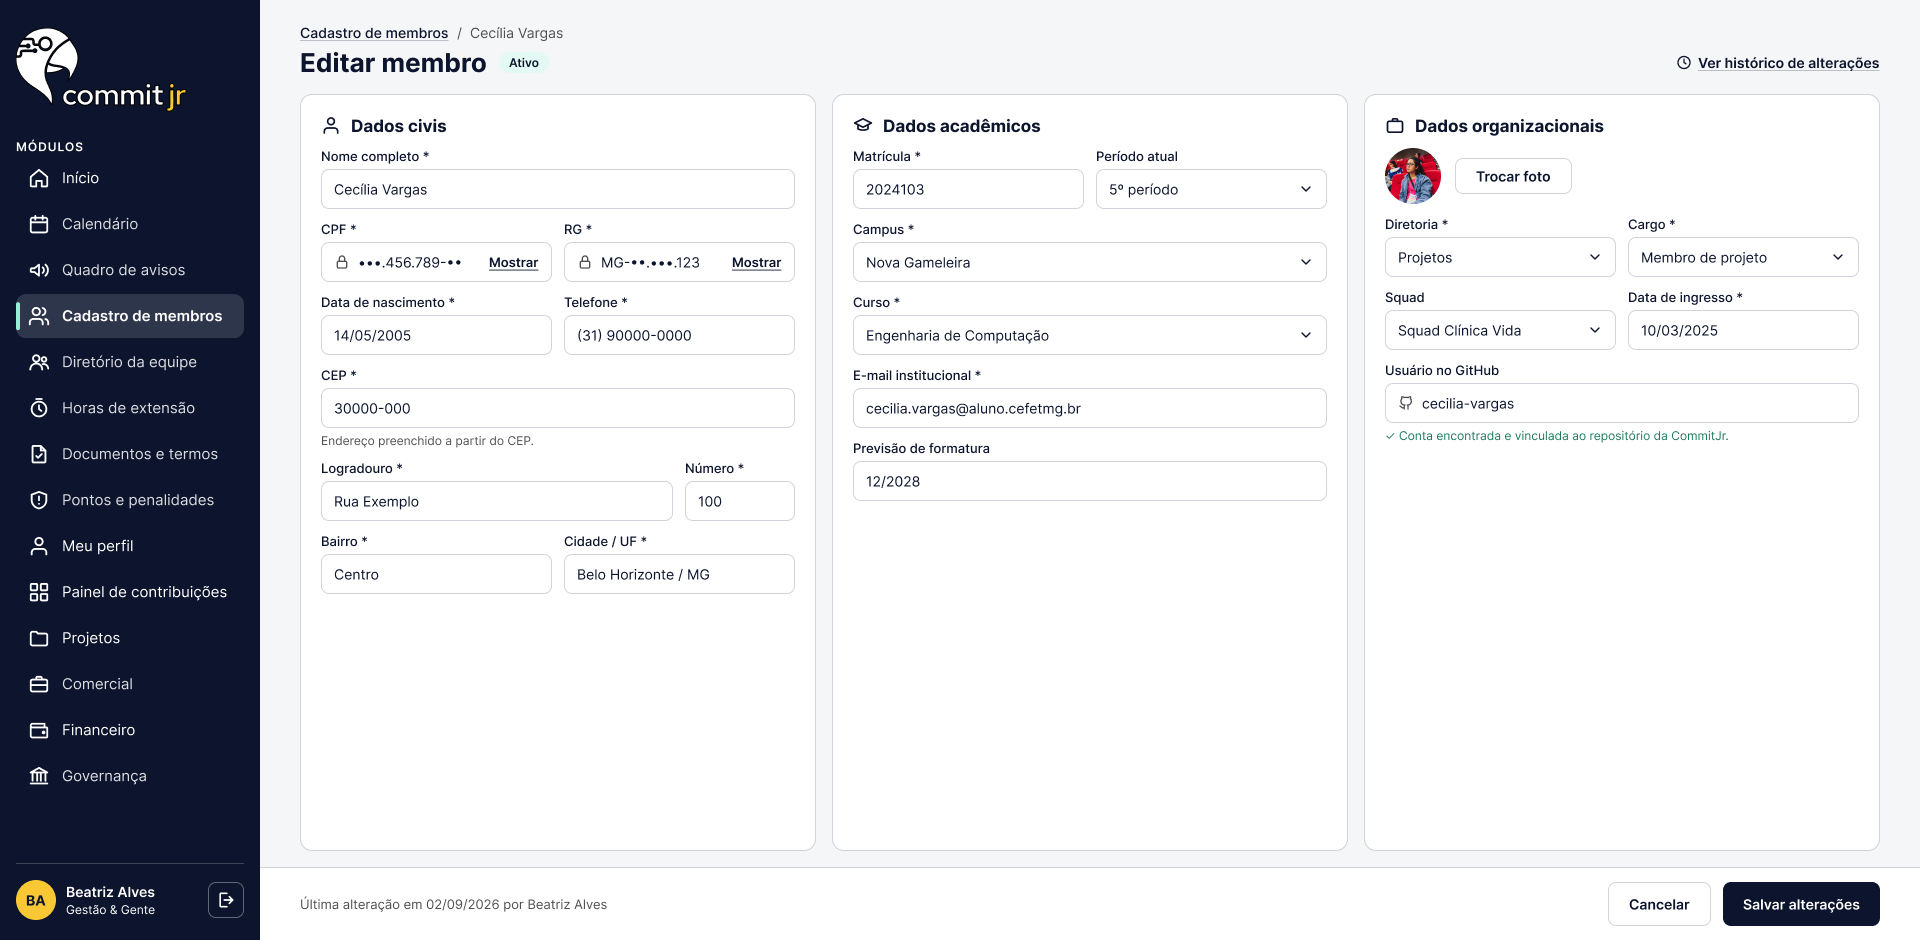 commit jr
MÓDULOS
Início
Calendário
Quadro de avisos
Cadastro de membros
Diretório da equipe
Horas de extensão
Documentos e termos
Pontos e penalidades
Meu perfil
Painel de contribuições
Projetos
Comercial
Financeiro
Governança
BA
Beatriz Alves
Gestão & Gente
Cadastro de membros / Cecília Vargas
Editar membro Ativo
Ver histórico de alterações
Dados civis
Nome completo *
Cecília Vargas
CPF * RG *
•••.456.789-•• Mostrar MG-••.•••.123 Mostrar
Data de nascimento * Telefone *
14/05/2005 (31) 90000-0000
CEP *
30000-000
Endereço preenchido a partir do CEP.
Logradouro * Número *
Rua Exemplo 100
Bairro * Cidade / UF *
Centro Belo Horizonte / MG
Dados acadêmicos
Matrícula * Período atual
2024103 5º período
Campus *
Nova Gameleira
Curso *
Engenharia de Computação
E-mail institucional *
cecilia.vargas@aluno.cefetmg.br
Previsão de formatura
12/2028
Dados organizacionais
Trocar foto
Diretoria * Cargo *
Projetos Membro de projeto
Squad Data de ingresso *
Squad Clínica Vida 10/03/2025
Usuário no GitHub
cecilia-vargas
✓ Conta encontrada e vinculada ao repositório da CommitJr.
Última alteração em 02/09/2026 por Beatriz Alves
Cancelar Salvar alterações